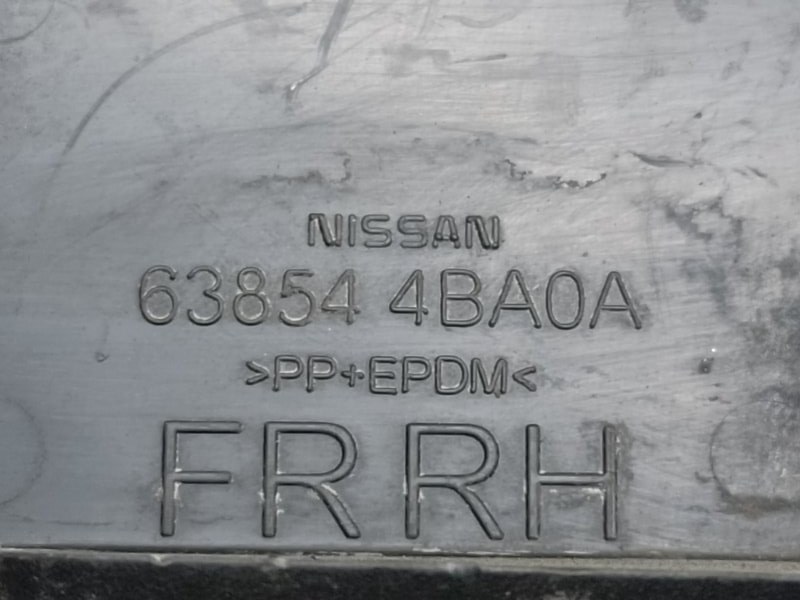 NISSAN
63854 4BA0A
>PP+EPDM<
FR RH